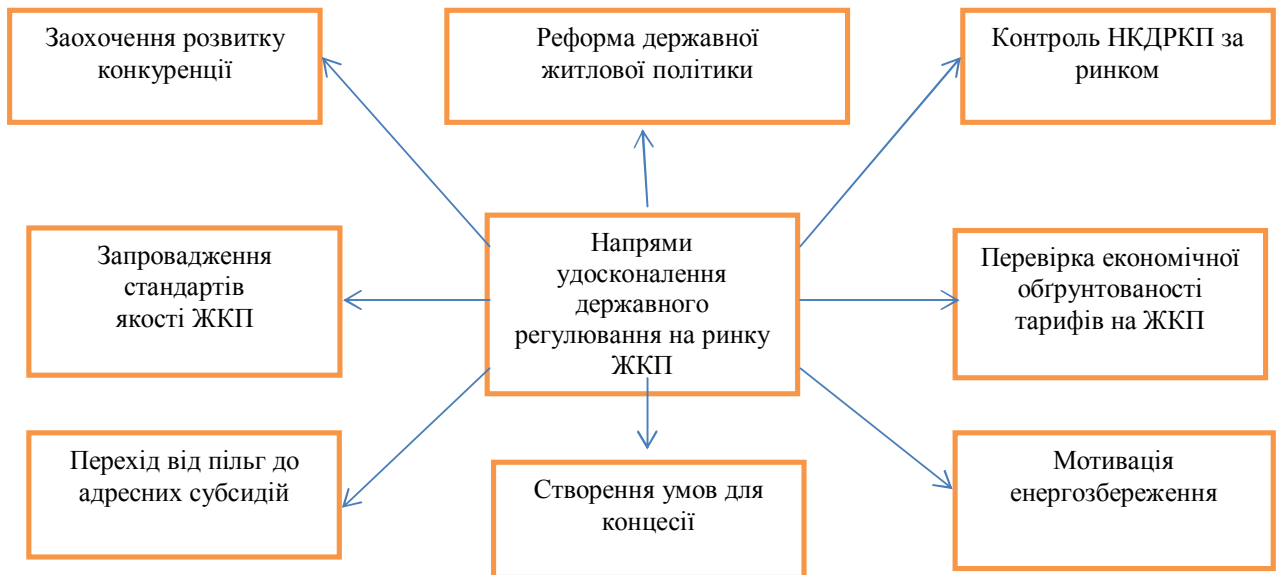 Заохочення розвитку
конкуренції
Реформа державної
житлової політики
Контроль НКДРКП за
ринком
Запровадження
стандартів
якості ЖКП
Напрями
удосконалення
державного
регулювання на ринку
ЖКП
Перевірка економічної
обґрунтованості
тарифів на ЖКП
Перехід від пільг до
адресних субсидій
Створення умов для
концесії
Мотивація
енергозбереження